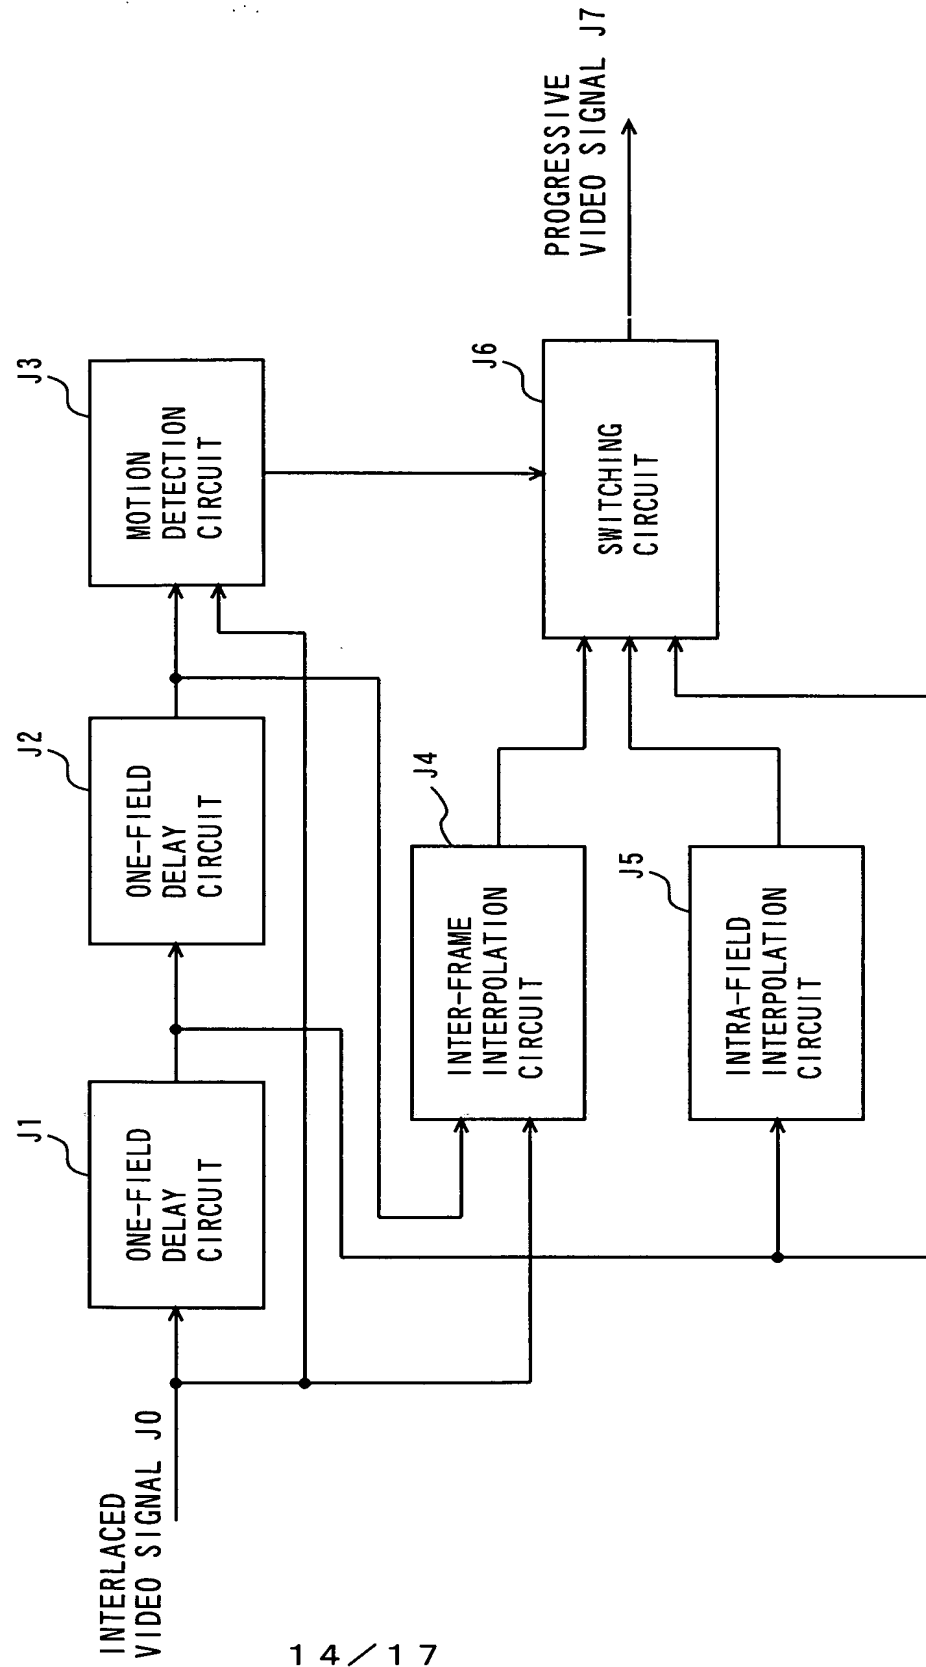 INTERLACED
VIDEO SIGNAL J0
J1
ONE-FIELD
DELAY
CIRCUIT
J2
ONE-FIELD
DELAY
CIRCUIT
J3
MOTION
DETECTION
CIRCUIT
J4
INTER-FRAME
INTERPOLATION
CIRCUIT
J5
INTRA-FIELD
INTERPOLATION
CIRCUIT
J6
SWITCHING
CIRCUIT
PROGRESSIVE
VIDEO SIGNAL J7
14/17